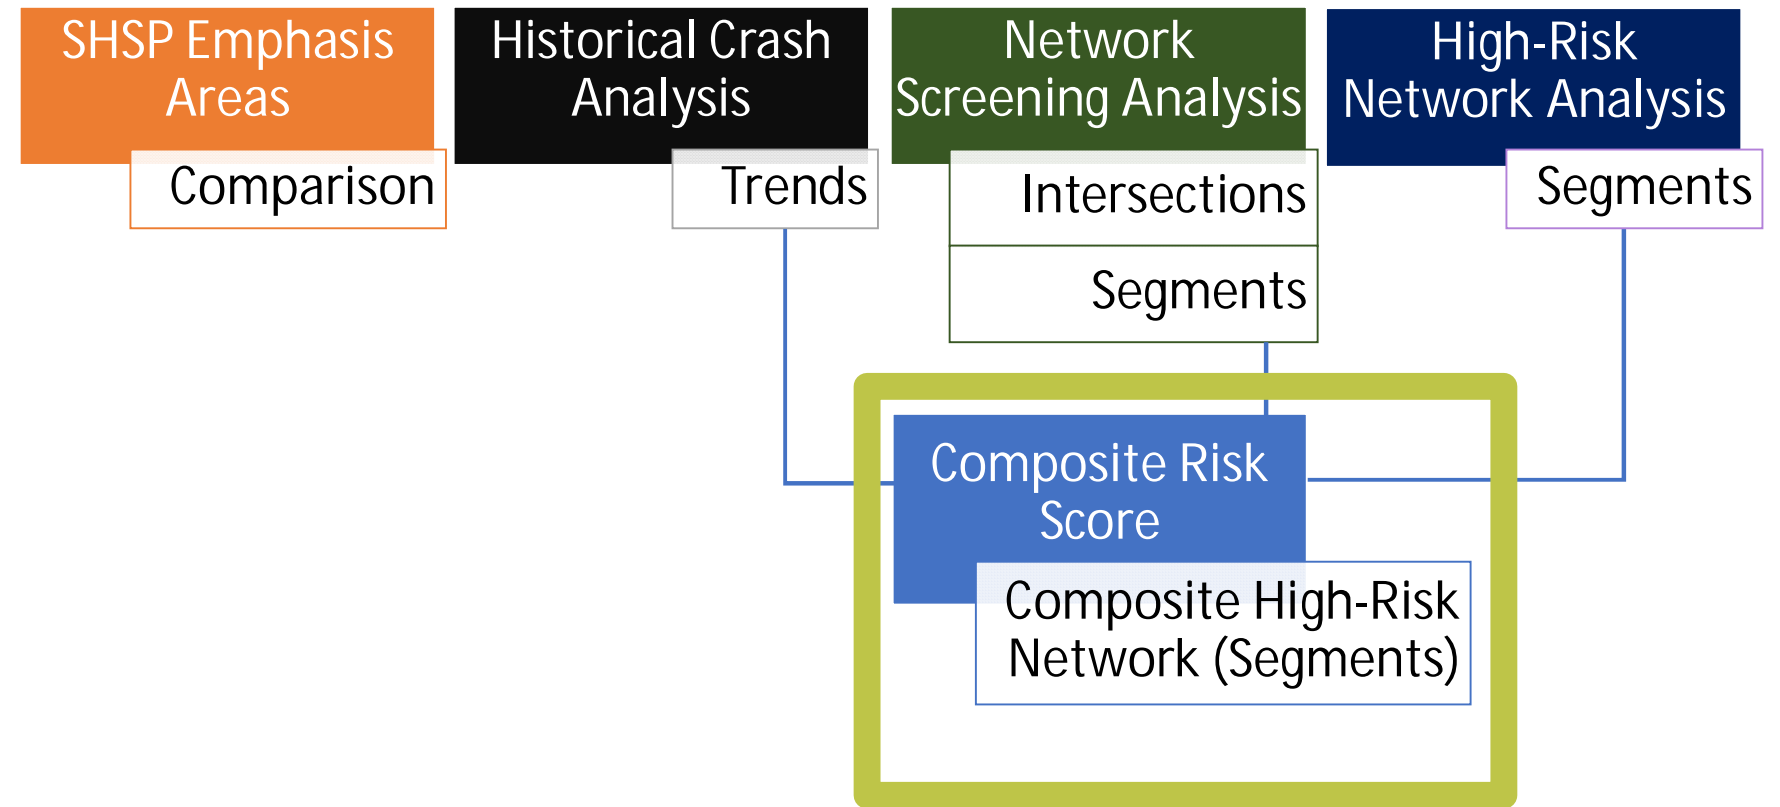 SHSP Emphasis
Areas
Comparison
Historical Crash
Analysis
Trends
Network
Screening Analysis
Intersections
Segments
High-Risk
Network Analysis
Segments
Composite Risk
Score
Composite High-Risk
Network (Segments)